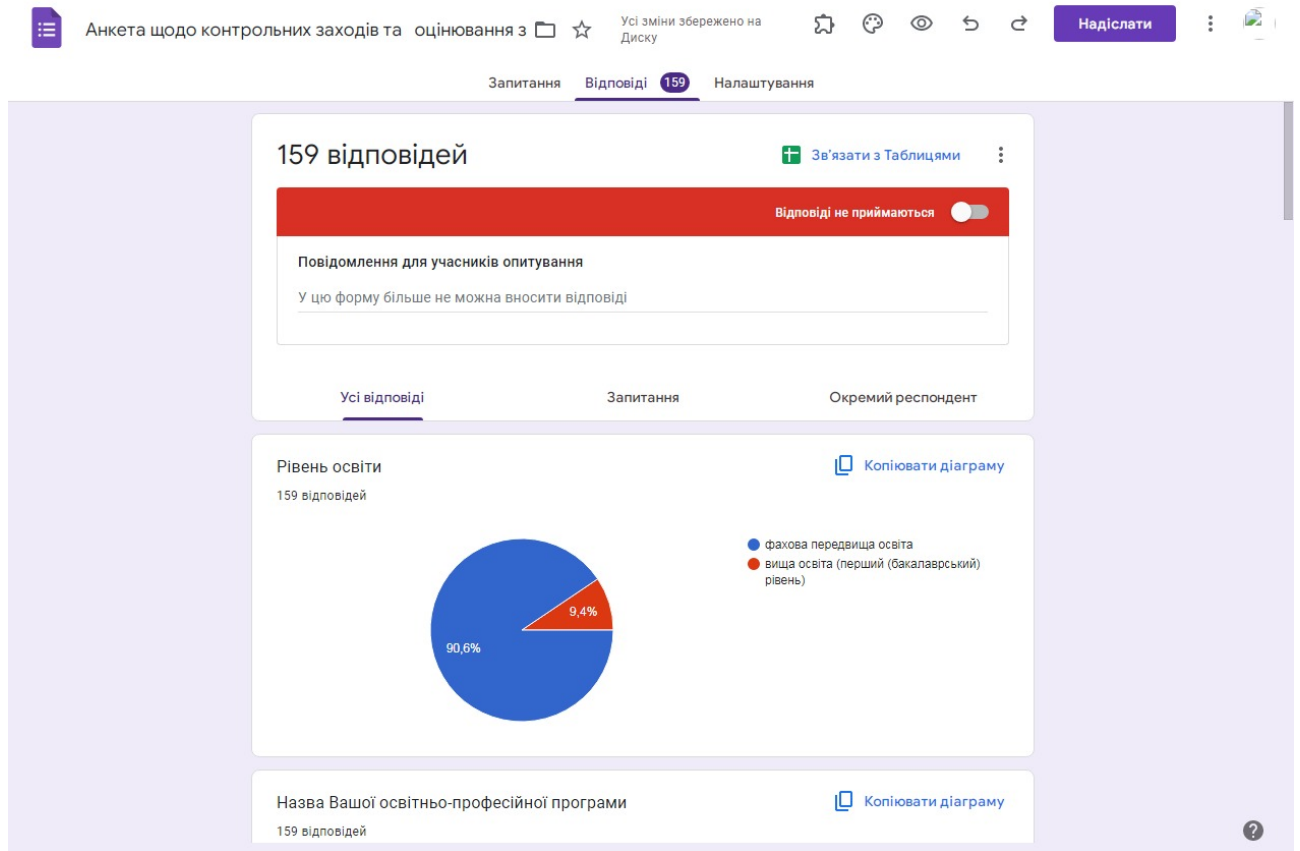 Анкета щодо контрольних заходів та оцінювання з
Усі зміни збережено на
Диску
Надіслати
Запитання Відповіді 159 Налаштування
159 відповідей
Зв'язати з Таблицями
Відповіді не приймаються
Повідомлення для учасників опитування
У цю форму більше не можна вносити відповіді
Усі відповіді Запитання Окремий респондент
Рівень освіти
Копіювати діаграму
159 відповідей
фахова передвища освіта
вища освіта (перший (бакалаврський)
рівень)
9,4%
90,6%
Назва Вашої освітньо-професійної програми
Копіювати діаграму
159 відповідей